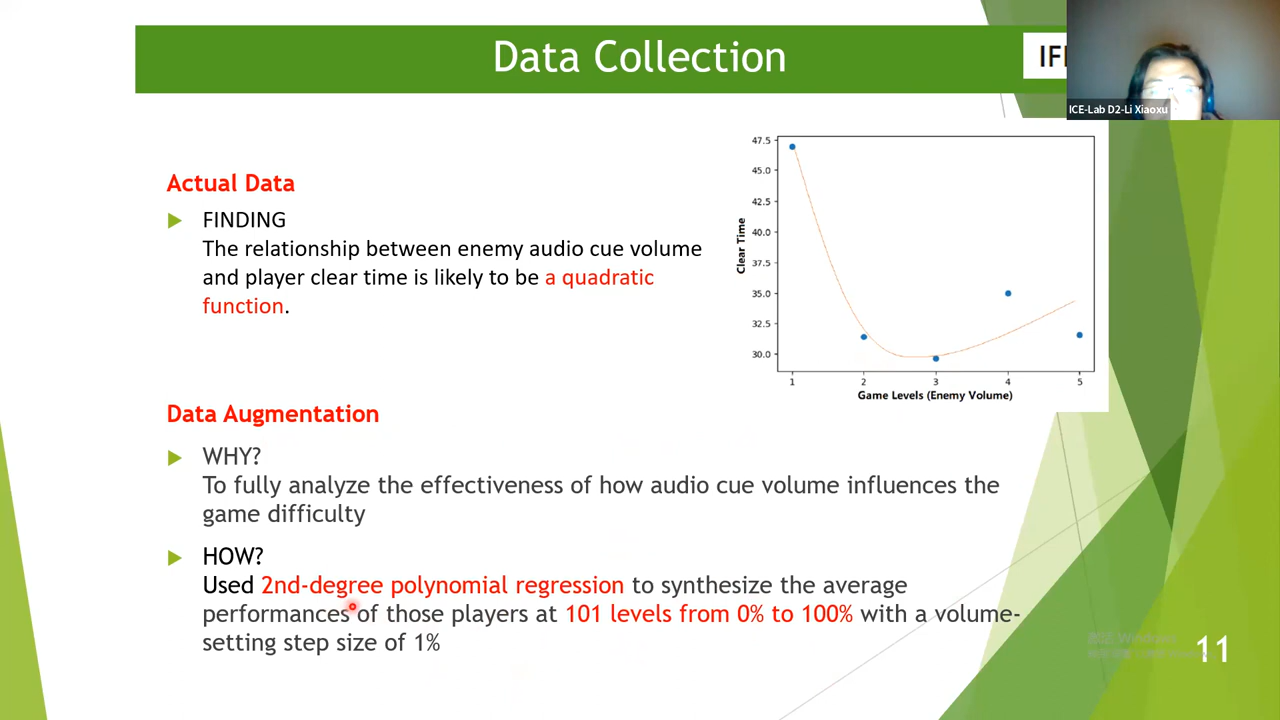 Data Collection
IF
ICE-Lab D2-Li Xiaoxu
Actual Data
FINDING
The relationship between enemy audio cue volume
and player clear time is likely to be a quadratic
function.
47.5
45.0
42.5
40.0
37.5
35.0
32.5
30.0
Clear Time
1 2 3 4 5
Game Levels (Enemy Volume)
Data Augmentation
WHY?
To fully analyze the effectiveness of how audio cue volume influences the
game difficulty
HOW?
Used 2nd-degree polynomial regression to synthesize the average
performances of those players at 101 levels from 0% to 100% with a volume-
setting step size of 1%
Windows
11